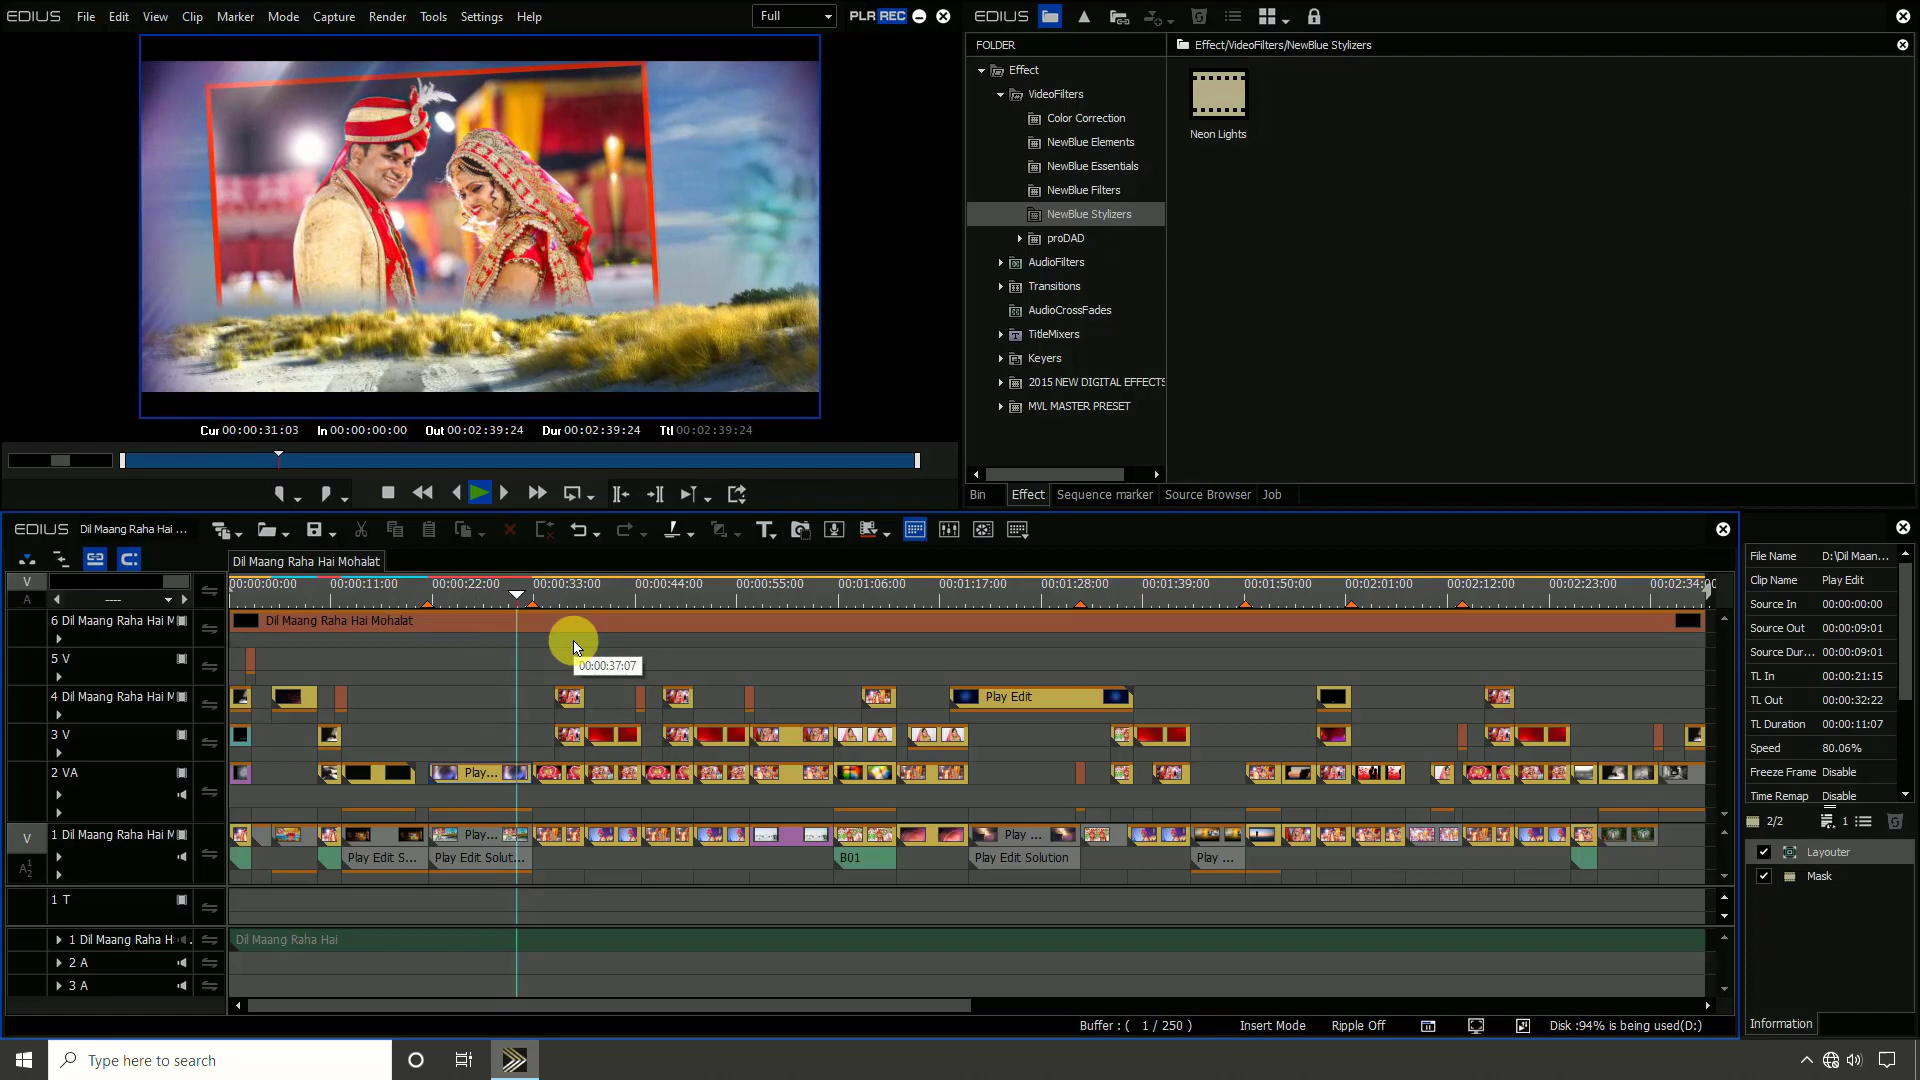 EDIUS File Edit View Clip Marker Mode Capture Render Tools Settings Help Full PLR REC
Cur 00:00:31:03 In 00:00:00:00 Out 00:02:39:24 Dur 00:02:39:24 Ttl 00:02:39:24
EDIUS
FOLDER
Effect
VideoFilters
Color Correction
NewBlue Elements
NewBlue Essentials
NewBlue Filters
NewBlue Stylizers
proDAD
AudioFilters
Transitions
AudioCrossFades
TitleMixers
Keyers
2015 NEW DIGITAL EFFECTS
MVL MASTER PRESET
Effect/VideoFilters/NewBlue Stylizers
Neon Lights
Bin Effect Sequence marker Source Browser Job
EDIUS Dil Maang Raha Hai ...
Dil Maang Raha Hai Mohalat
V
A ----
00:00:00:00 00:00:11:00 00:00:22:00 00:00:33:00 00:00:44:00 00:00:55:00 00:01:06:00 00:01:17:00 00:01:28:00 00:01:39:00 00:01:50:00 00:02:01:00 00:02:12:00 00:02:23:00 00:02:34:00
6 Dil Maang Raha Hai M Dil Maang Raha Hai Mohalat
00:00:37:07
5 V
4 Dil Maang Raha Hai M Play Edit
3 V
2 VA Play...
V 1 Dil Maang Raha Hai M Play... Play ...
A1 2 Play Edit S... Play Edit Solut... B01 Play Edit Solution Play ...
1 T
1 Dil Maang Raha H Dil Maang Raha Hai
2 A
3 A
Buffer : ( 1 / 250 ) Insert Mode Ripple Off Disk :94% is being used(D:)
File Name D:\Dil Maan...
Clip Name Play Edit
Source In 00:00:00:00
Source Out 00:00:09:01
Source Dur... 00:00:09:01
TL In 00:00:21:15
TL Out 00:00:32:22
TL Duration 00:00:11:07
Speed 80.06%
Freeze Frame Disable
Time Remap Disable
2/2 1
Layouter
Mask
Information
Type here to search